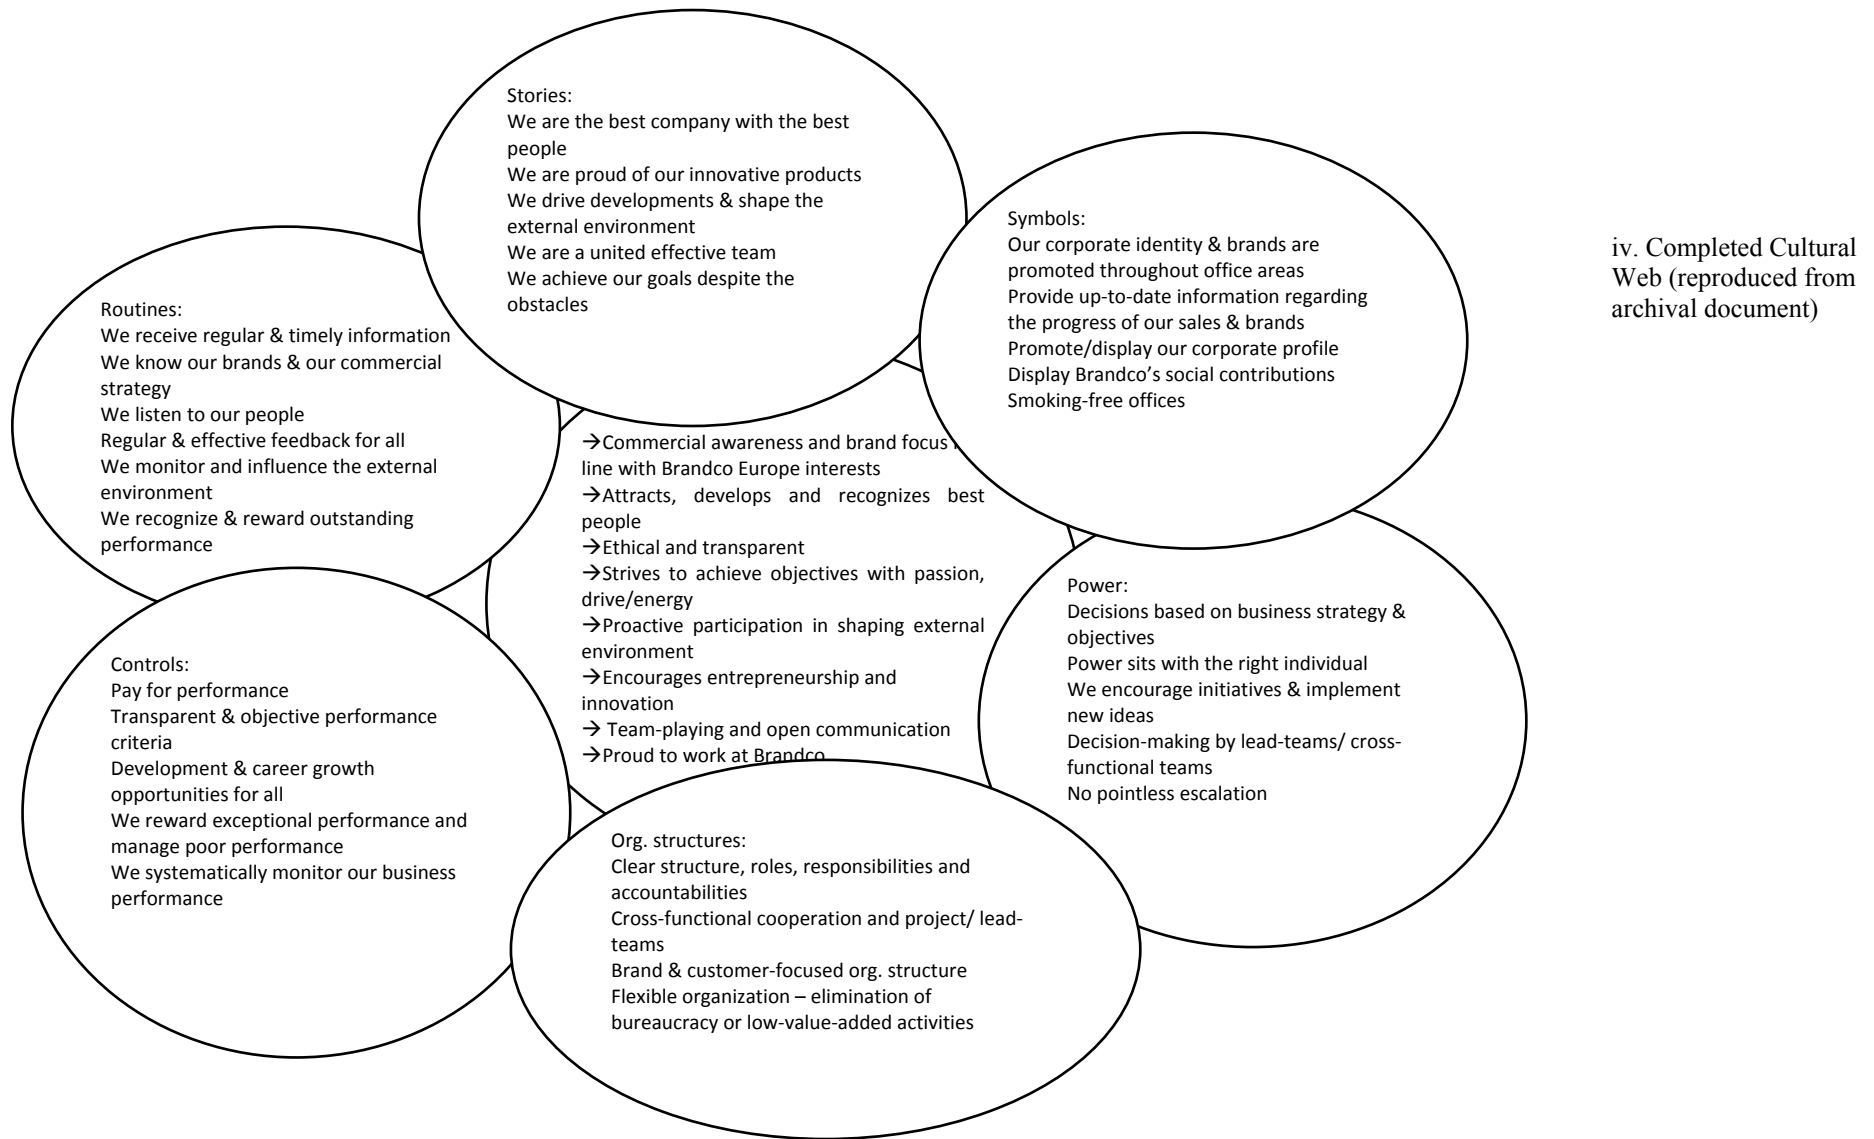 Stories:
We are the best company with the best
people
We are proud of our innovative products
We drive developments & shape the
external environment
We are a united effective team
We achieve our goals despite the
obstacles
Symbols:
Our corporate identity & brands are
promoted throughout office areas
Provide up-to-date information regarding
the progress of our sales & brands
Promote/display our corporate profile
Display Brandco’s social contributions
Smoking-free offices
iv. Completed Cultural
Web (reproduced from
archival document)
Routines:
We receive regular & timely information
We know our brands & our commercial
strategy
We listen to our people
Regular & effective feedback for all
We monitor and influence the external
environment
We recognize & reward outstanding
performance
→Commercial awareness and brand focus
line with Brandco Europe interests
→Attracts, develops and recognizes best
people
→Ethical and transparent
→Strives to achieve objectives with passion,
drive/energy
→Proactive participation in shaping external
environment
→Encourages entrepreneurship and
innovation
→ Team-playing and open communication
→Proud to work at Brandco
Power:
Decisions based on business strategy &
objectives
Power sits with the right individual
We encourage initiatives & implement
new ideas
Decision-making by lead-teams/ cross-
functional teams
No pointless escalation
Controls:
Pay for performance
Transparent & objective performance
criteria
Development & career growth
opportunities for all
We reward exceptional performance and
manage poor performance
We systematically monitor our business
performance
Org. structures:
Clear structure, roles, responsibilities and
accountabilities
Cross-functional cooperation and project/ lead-
teams
Brand & customer-focused org. structure
Flexible organization – elimination of
bureaucracy or low-value-added activities